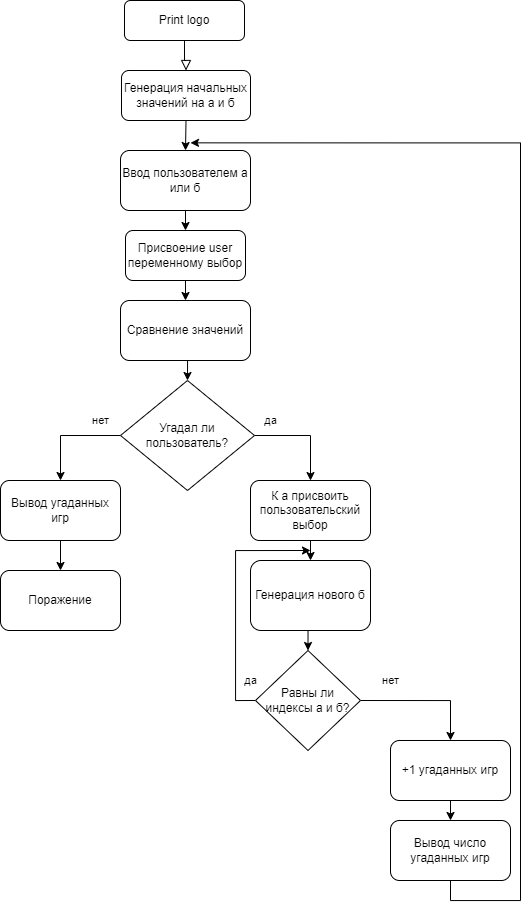 Print logo
Генерация начальных
значений на а и б
Ввод пользователем а
или б
Присвоение user
переменному выбор
Сравнение значений
Угадал ли
пользователь?
нет
да
Вывод угаданных
игр
Поражение
К а присвоить
пользовательский
выбор
Генерация нового б
Равны ли
индексы а и б?
да
нет
+1 угаданных игр
Вывод число
угаданных игр